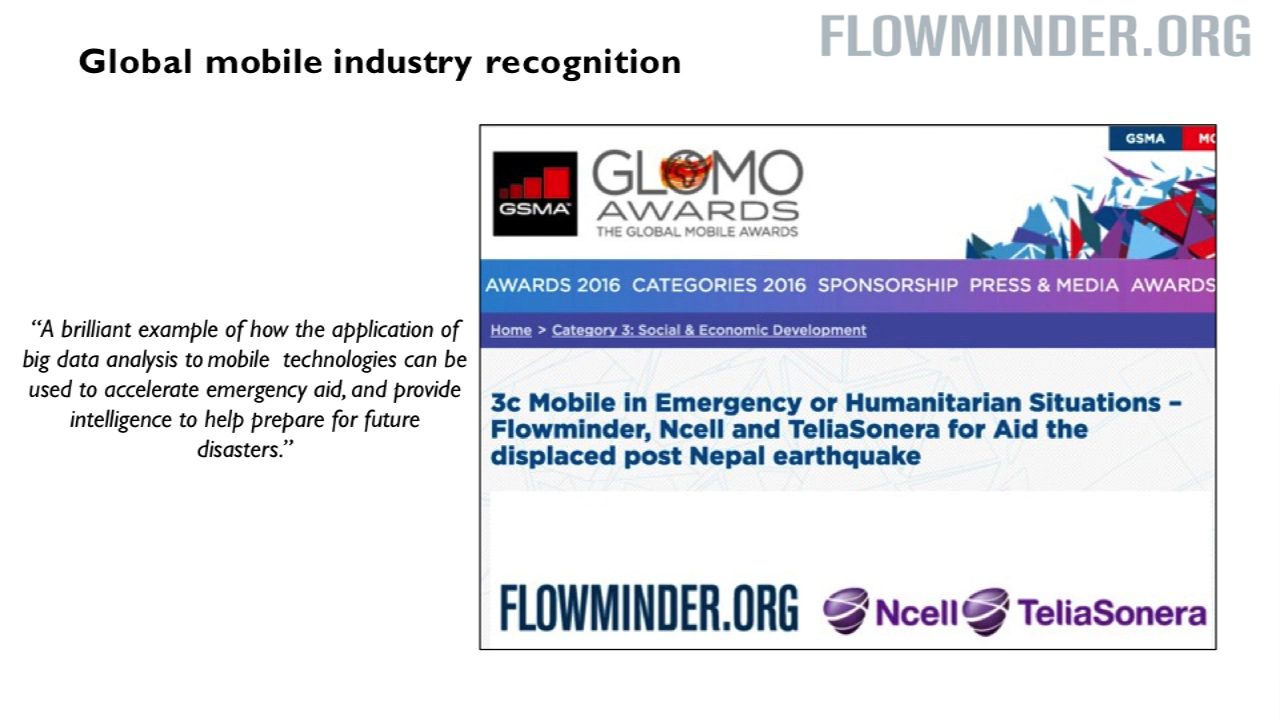 FLOWMINDER.ORG
Global mobile industry recognition
GSMA
GSMA
GLOMO
AWARDS
THE GLOBAL MOBILE AWARDS
AWARDS 2016 CATEGORIES 2016 SPONSORSHIP PRESS & MEDIA AWARDS
Home > Category 3: Social & Economic Development
“A brilliant example of how the application of
big data analysis to mobile technologies can be
used to accelerate emergency aid, and provide
intelligence to help prepare for future
disasters.”
3c Mobile in Emergency or Humanitarian Situations –
Flowminder, Ncell and TeliaSonera for Aid the
displaced post Nepal earthquake
FLOWMINDER.ORG Ncell TeliaSonera